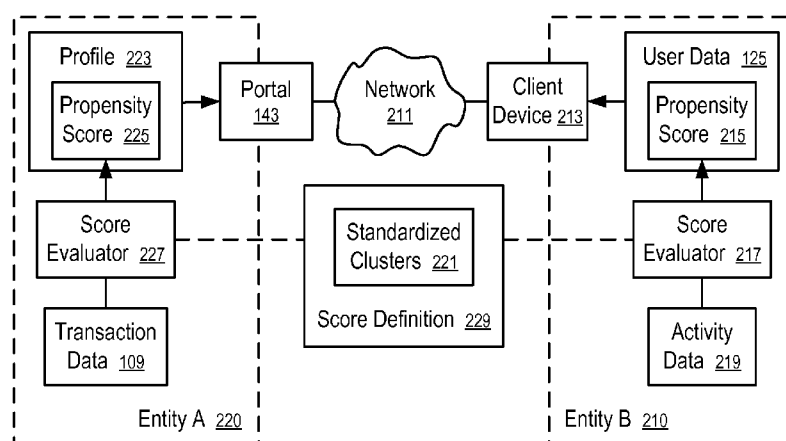 Profile 223
Propensity
Score
225
Portal
143
Network
211
Client
Device 213
User Data 125
Propensity
Score
215
Score
Evaluator
227
Standardized
Clusters 221
Score Definition 229
Score
Evaluator 217
Transaction
Data 109
Activity
Data 219
Entity A 220
Entity B 210